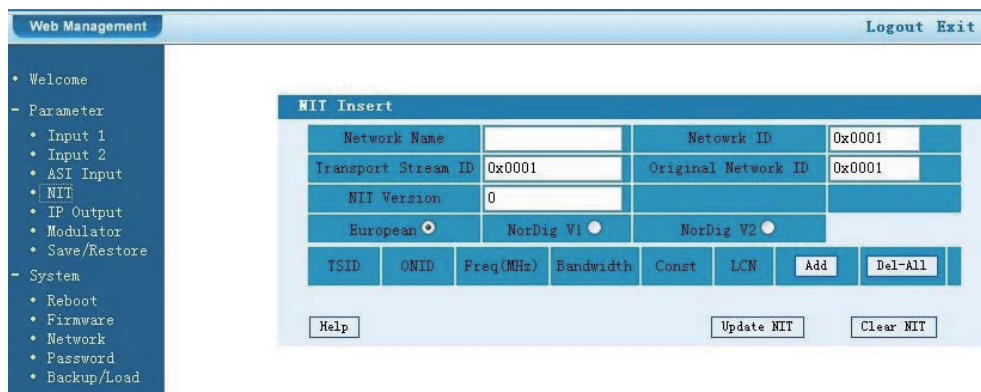 Web Management
Logout Exit
Welcome
Parameter
Input 1
Input 2
ASI Input
NIT
IP Output
Modulator
Save/Restore
System
Reboot
Firmware
Network
Password
Backup/Load
NIT Insert
Network Name Netowrk ID 0x0001
Transport Stream ID 0x0001 Original Network ID 0x0001
NIT Version 0
European NorDig V1 NorDig V2
TSID ONID Freq(MHz) Bandwidth Const LCN Add Del-All
Help Update NIT Clear NIT